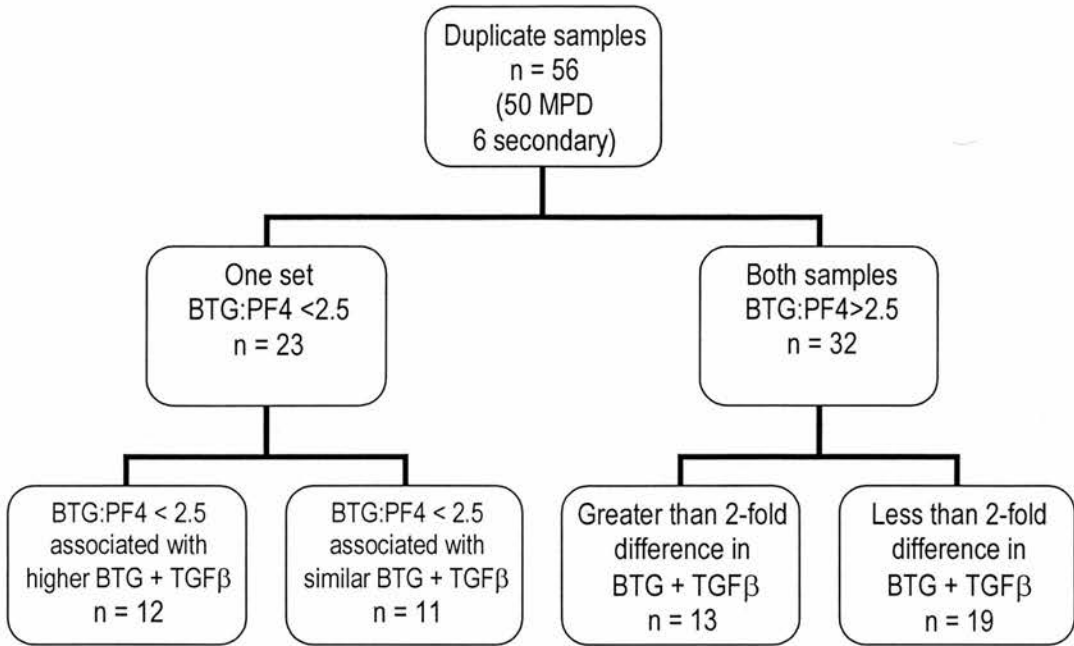 Duplicate samples
n = 56
(50 MPD
6 secondary)
One set
BTG:PF4 <2.5
n = 23
Both samples
BTG:PF4>2.5
n = 32
BTG:PF4 < 2.5
associated with
higher BTG + TGFβ
n = 12
BTG:PF4 < 2.5
associated with
similar BTG + TGFβ
n = 11
Greater than 2-fold
difference in
BTG + TGFβ
n = 13
Less than 2-fold
difference in
BTG + TGFβ
n = 19